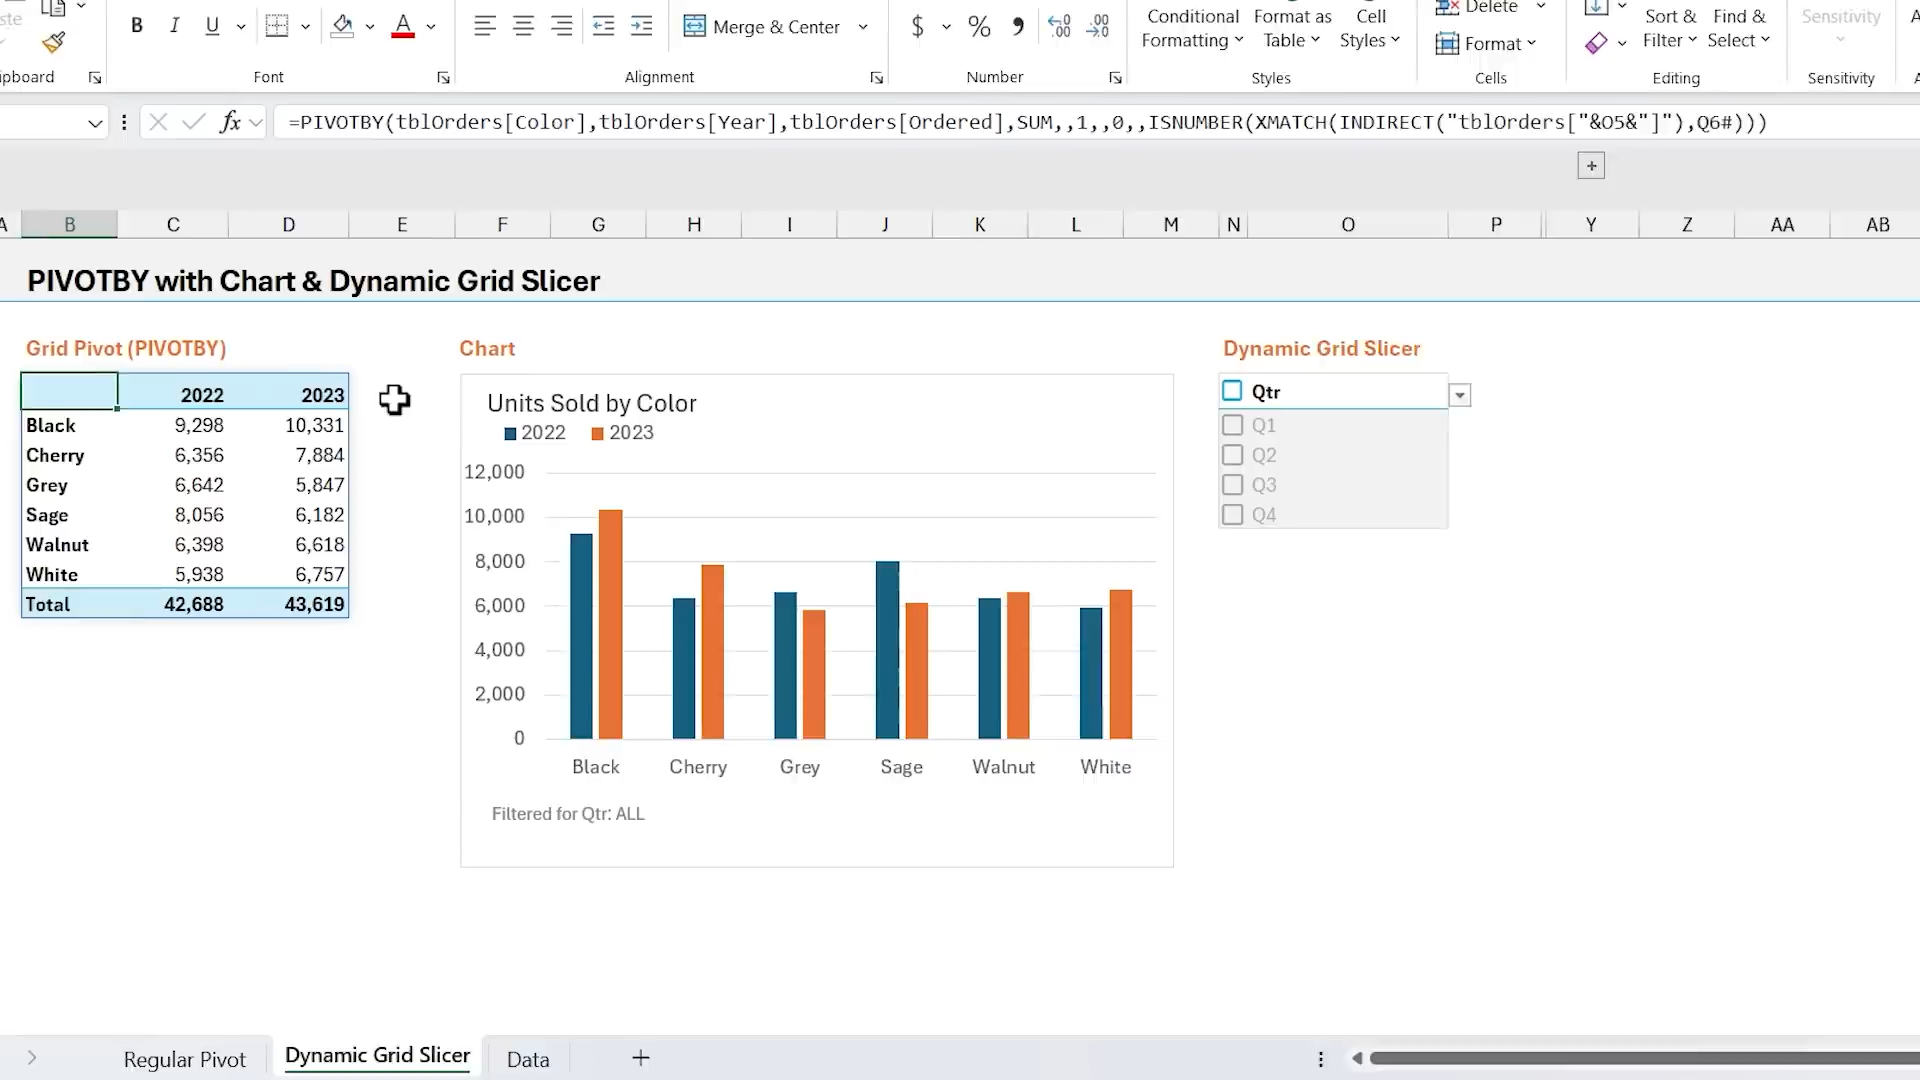 B I U A
Merge & Center
$ % 9
Conditional Formatting
Format as Table
Cell Styles
Delete
Format
Sort & Filter
Find & Select
Sensitivity
Font
Alignment
Number
Styles
Cells
Editing
Sensitivity
fx =PIVOTBY(tblOrders[Color],tblOrders[Year],tblOrders[Ordered],SUM,,1,,0,,ISNUMBER(XMATCH(INDIRECT("tblOrders["&O5&"]"),Q6#)))
A B C D E F G H I J K L M N O P Y Z AA AB
PIVOTBY with Chart & Dynamic Grid Slicer
Grid Pivot (PIVOTBY)
2022 2023
Black 9,298 10,331
Cherry 6,356 7,884
Grey 6,642 5,847
Sage 8,056 6,182
Walnut 6,398 6,618
White 5,938 6,757
Total 42,688 43,619
Chart
Units Sold by Color
2022 2023
12,000
10,000
8,000
6,000
4,000
2,000
0
Black Cherry Grey Sage Walnut White
Filtered for Qtr: ALL
Dynamic Grid Slicer
Qtr
Q1
Q2
Q3
Q4
Regular Pivot Dynamic Grid Slicer Data